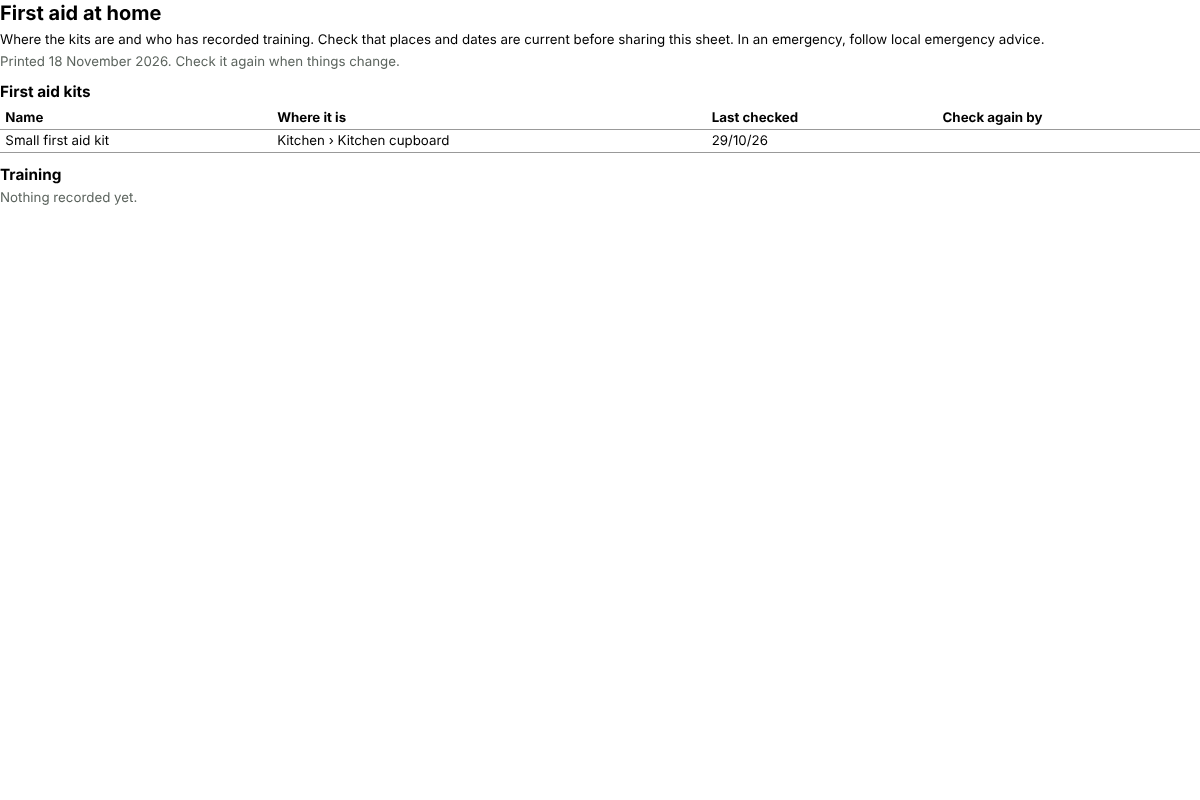 First aid at home
Where the kits are and who has recorded training. Check that places and dates are current before sharing this sheet. In an emergency, follow local emergency advice.
Printed 18 November 2026. Check it again when things change.
First aid kits
Name Where it is Last checked Check again by
Small first aid kit Kitchen › Kitchen cupboard 29/10/26
Training
Nothing recorded yet.